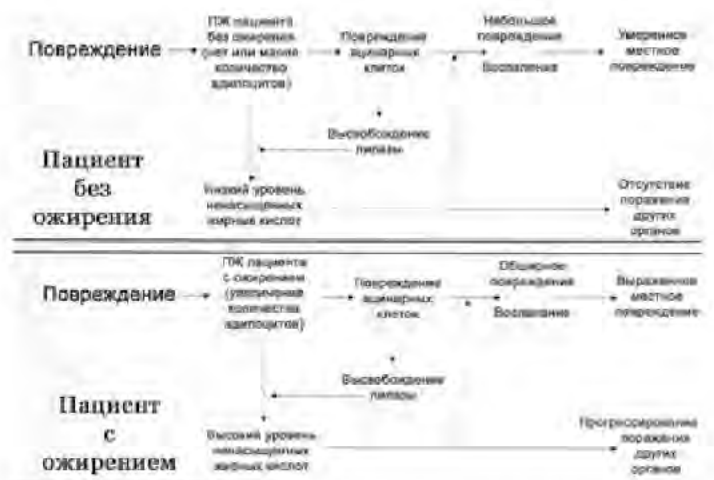 Повреждение
ПЖ пациента
без ожирения
(нет или малое
количество
адипоцитов)
Повреждение
ацинарных
клеток
Небольшое
повреждение
Воспаление
Умеренное
местное
повреждение
Высвобождение
липазы
Пациент
без
ожирения
Низкий уровень
ненасыщенных
жирных кислот
Отсутствие
поражения
других
органов
Повреждение
ПЖ пациента
с ожирением
(увеличение
количества
адипоцитов)
Повреждение
ацинарных
клеток
Обширное
повреждение
Воспаление
Выраженное
местное
повреждение
Высвобождение
липазы
Пациент
с
ожирением
Высокий уровень
ненасыщенных
жирных кислот
Прогрессирование
поражения
других
органов